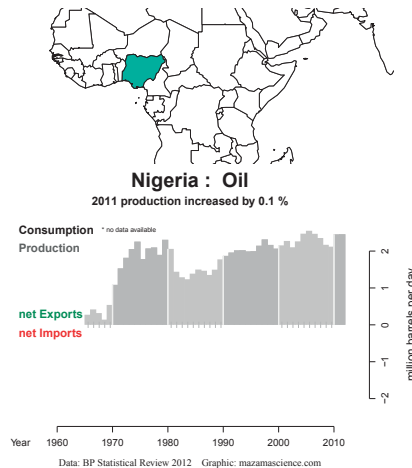 Nigeria : Oil
2011 production increased by 0.1 %
Consumption * no data available
Production
net Exports
net Imports
2
1
0
−1
−2
million barrels per day
Year 1960 1970 1980 1990 2000 2010
Data: BP Statistical Review 2012 Graphic: mazamascience.com